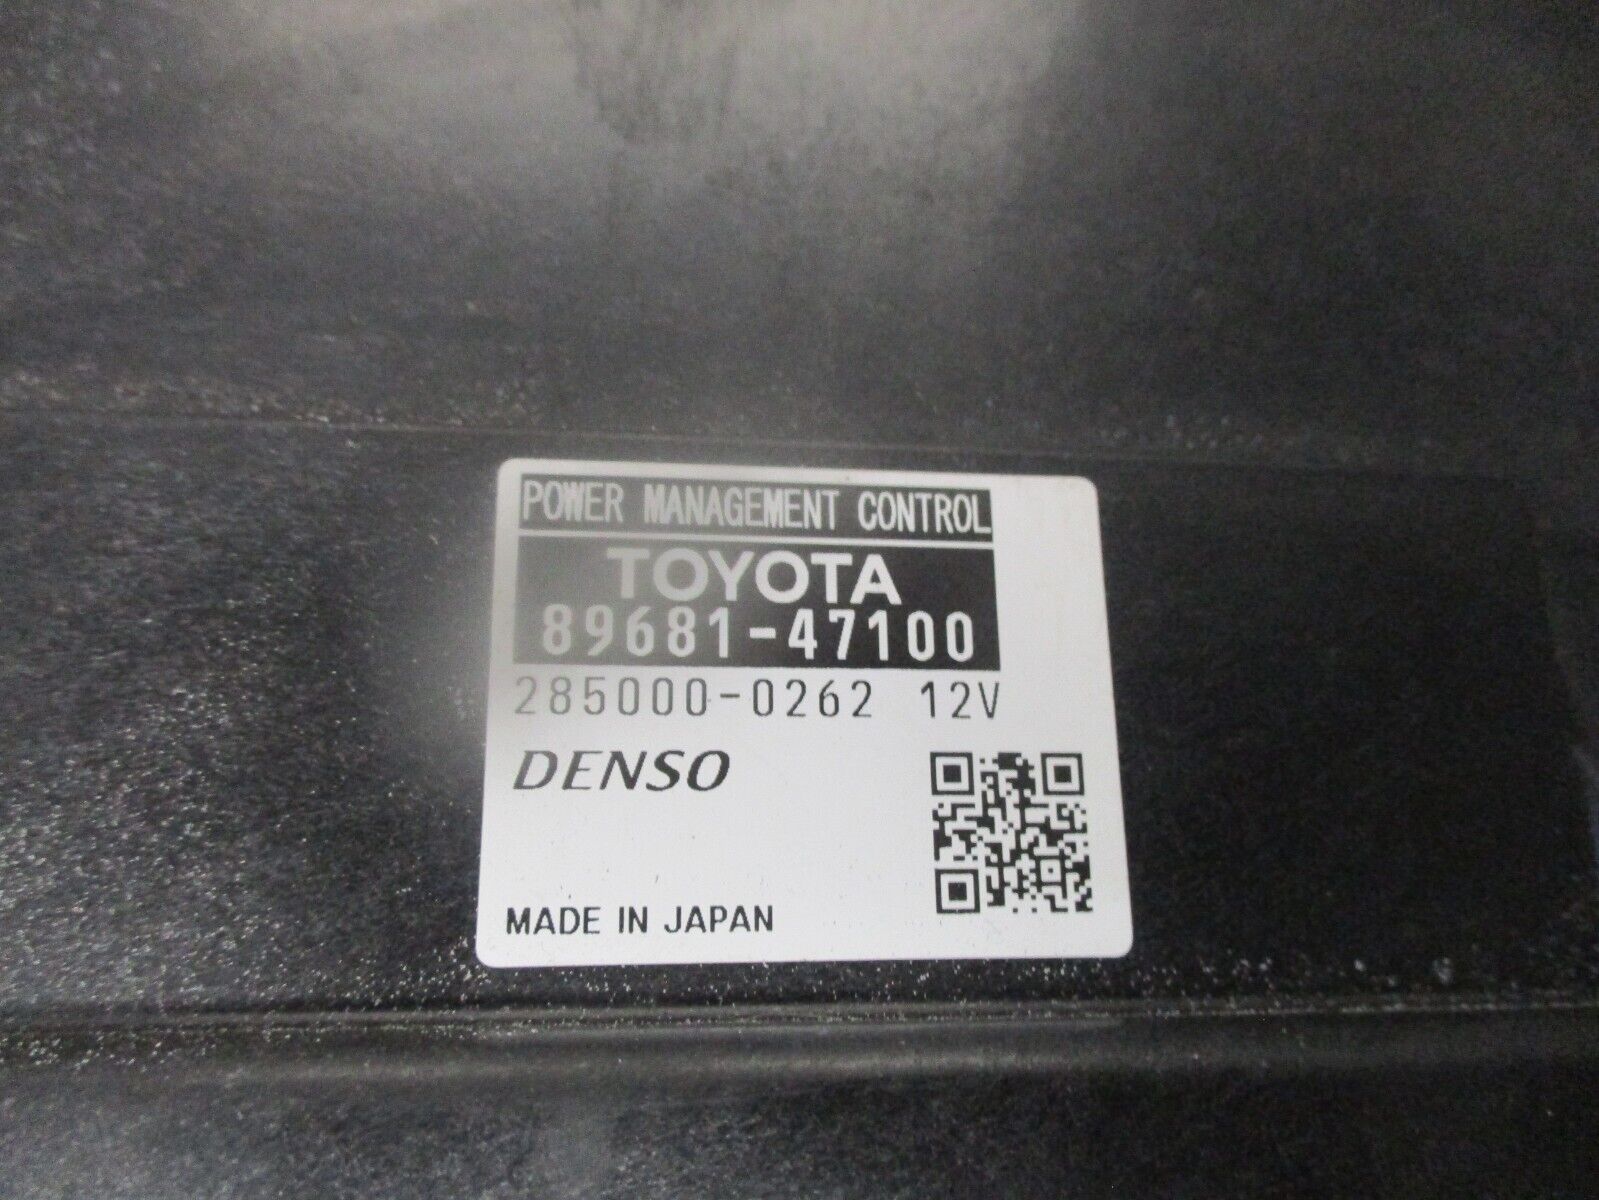 POWER MANAGEMENT CONTROL
TOYOTA
89681-47100
285000-0262 12V
DENSO
MADE IN JAPAN